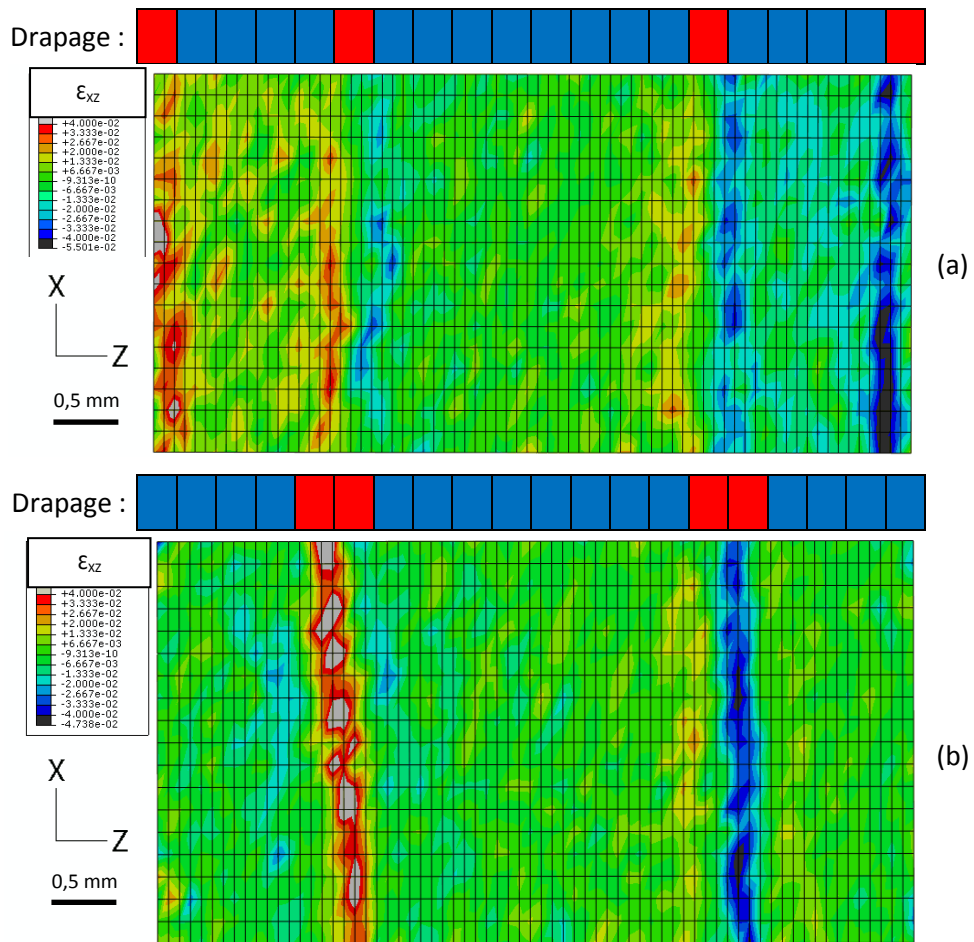 Drapage :
εXZ
+4.000e-02
+3.333e-02
+2.667e-02
+2.000e-02
+1.333e-02
+6.667e-03
-9.313e-10
-6.667e-03
-1.333e-02
-2.000e-02
-2.667e-02
-3.333e-02
-4.000e-02
-5.501e-02
X
Z
0,5 mm
(a)
Drapage :
εXZ
+4.000e-02
+3.333e-02
+2.667e-02
+2.000e-02
+1.333e-02
+6.667e-03
-9.313e-10
-6.667e-03
-1.333e-02
-2.000e-02
-2.667e-02
-3.333e-02
-4.000e-02
-4.738e-02
X
Z
0,5 mm
(b)